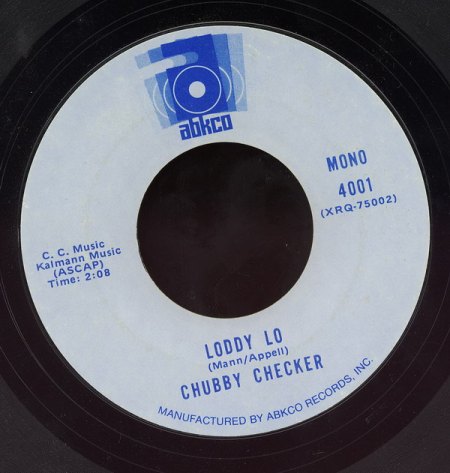 abkco
MONO
4001
(XRQ-75002)
C. C. Music
Kalmann Music
(ASCAP)
Time: 2:08
LODDY LO
(Mann/Appell)
CHUBBY CHECKER
MANUFACTURED BY ABKCO RECORDS, INC.